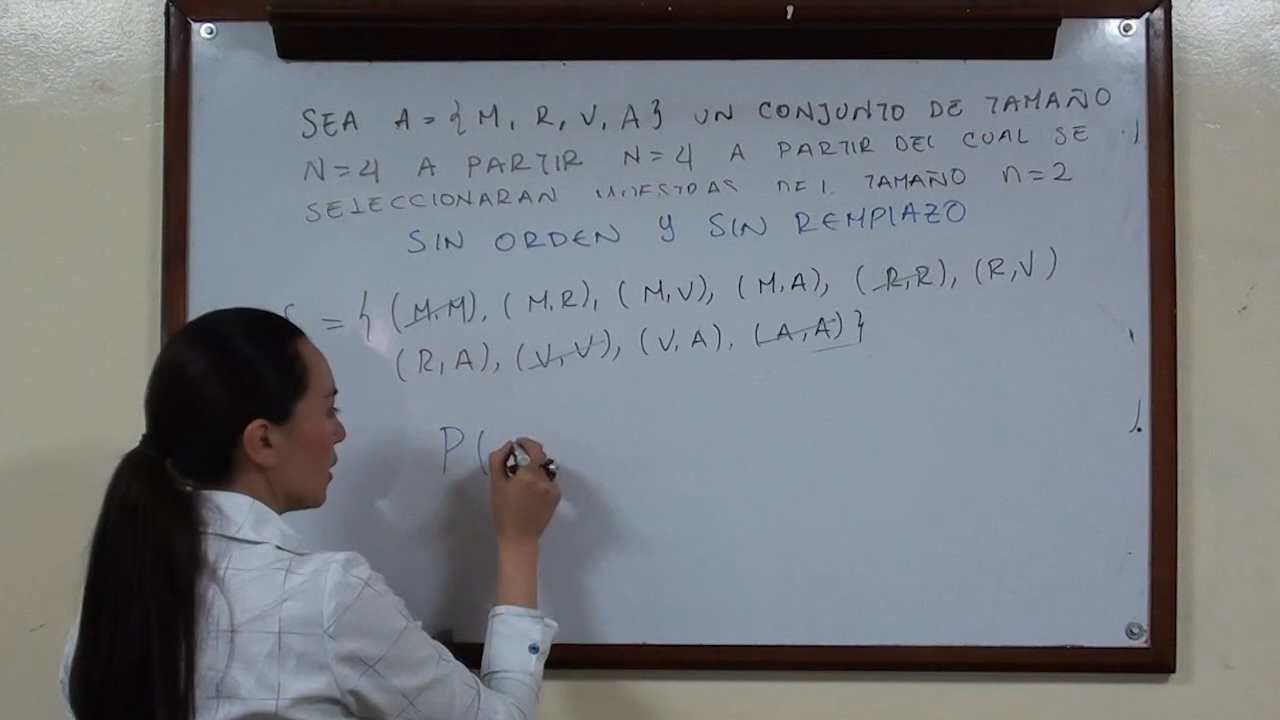 SEA A = { M, R, V, A } UN CONJUNTO DE TAMAÑO
N=4 A PARTIR N=4 A PARTIR DEL CUAL SE
SELECCIONARAN MUESTRAS DEL TAMAÑO n=2
SIN ORDEN Y SIN REMPLAZO
= { (M,M), (M,R), (M,V), (M,A), (R,R), (R,V)
(R,A), (V,V), (V,A), (A,A) }
P(